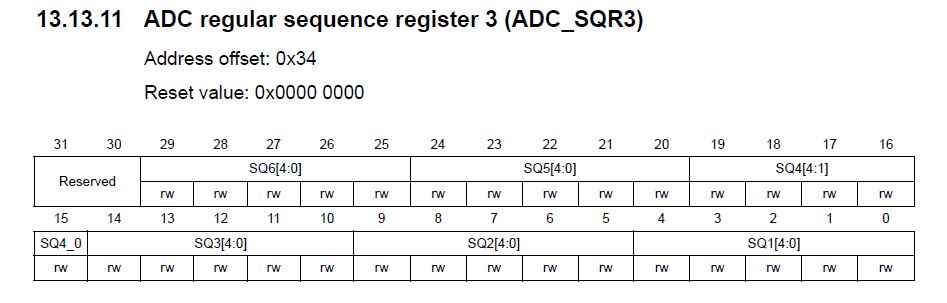 13.13.11 ADC regular sequence register 3 (ADC_SQR3)
Address offset: 0x34
Reset value: 0x0000 0000
31 30 29 28 27 26 25 24 23 22 21 20 19 18 17 16
Reserved SQ6[4:0] SQ5[4:0] SQ4[4:1]
rw rw rw rw rw rw rw rw rw rw rw rw rw rw
15 14 13 12 11 10 9 8 7 6 5 4 3 2 1 0
SQ4_0 SQ3[4:0] SQ2[4:0] SQ1[4:0]
rw rw rw rw rw rw rw rw rw rw rw rw rw rw rw rw